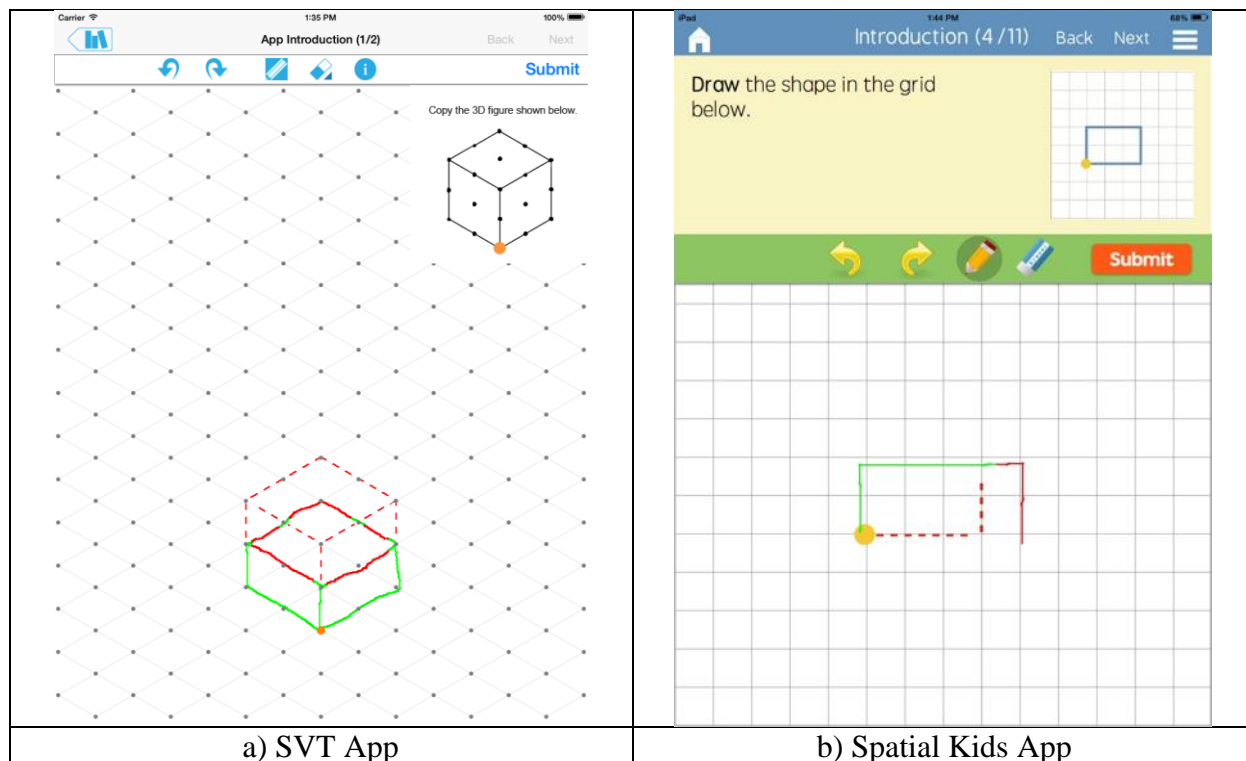 Carrier 1:35 PM 100%
App Introduction (1/2) Back Next
Submit
Copy the 3D figure shown below.
a) SVT App
iPad 1:44 PM 68%
Introduction (4/11) Back Next
Draw the shape in the grid
below.
Submit
b) Spatial Kids App